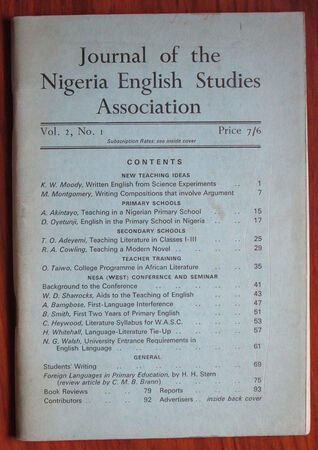 Journal of the
Nigeria English Studies
Association
Vol. 2, No. 1 Price 7/6
Subscription Rates: see inside cover
CONTENTS
NEW TEACHING IDEAS
K. W. Moody, Written English from Science Experiments .. .. 1
M. Montgomery, Writing Compositions that involve Argument 7
PRIMARY SCHOOLS
A. Akintayo, Teaching in a Nigerian Primary School .. .. 15
D. Oyetunji, English in the Primary School in Nigeria .. .. 17
SECONDARY SCHOOLS
T. O. Adeyemi, Teaching Literature in Classes I-III .. .. 25
R. A. Cowling, Teaching a Modern Novel .. .. .. 29
TEACHER TRAINING
O. Taiwo, College Programme in African Literature .. .. 35
NESA (WEST) CONFERENCE AND SEMINAR
Background to the Conference .. .. .. .. 41
W. D. Sharrocks, Aids to the Teaching of English .. .. 43
A. Bamgbose, First-Language Interference .. .. .. 47
B. Smith, First Two Years of Primary English .. .. .. 51
C. Heywood, Literature Syllabus for W.A.S.C. .. .. .. 53
H. Whitehall, Language-Literature Tie-Up .. .. .. 57
N. G. Walsh, University Entrance Requirements in
English Language .. .. .. .. .. 61
GENERAL
Students' Writing .. .. .. .. .. 69
Foreign Languages in Primary Education, by H. H. Stern
(review article by C. M. B. Brann) .. .. .. 75
Book Reviews .. 79 Reports .. .. .. 93
Contributors .. .. 92 Advertisers .. inside back cover